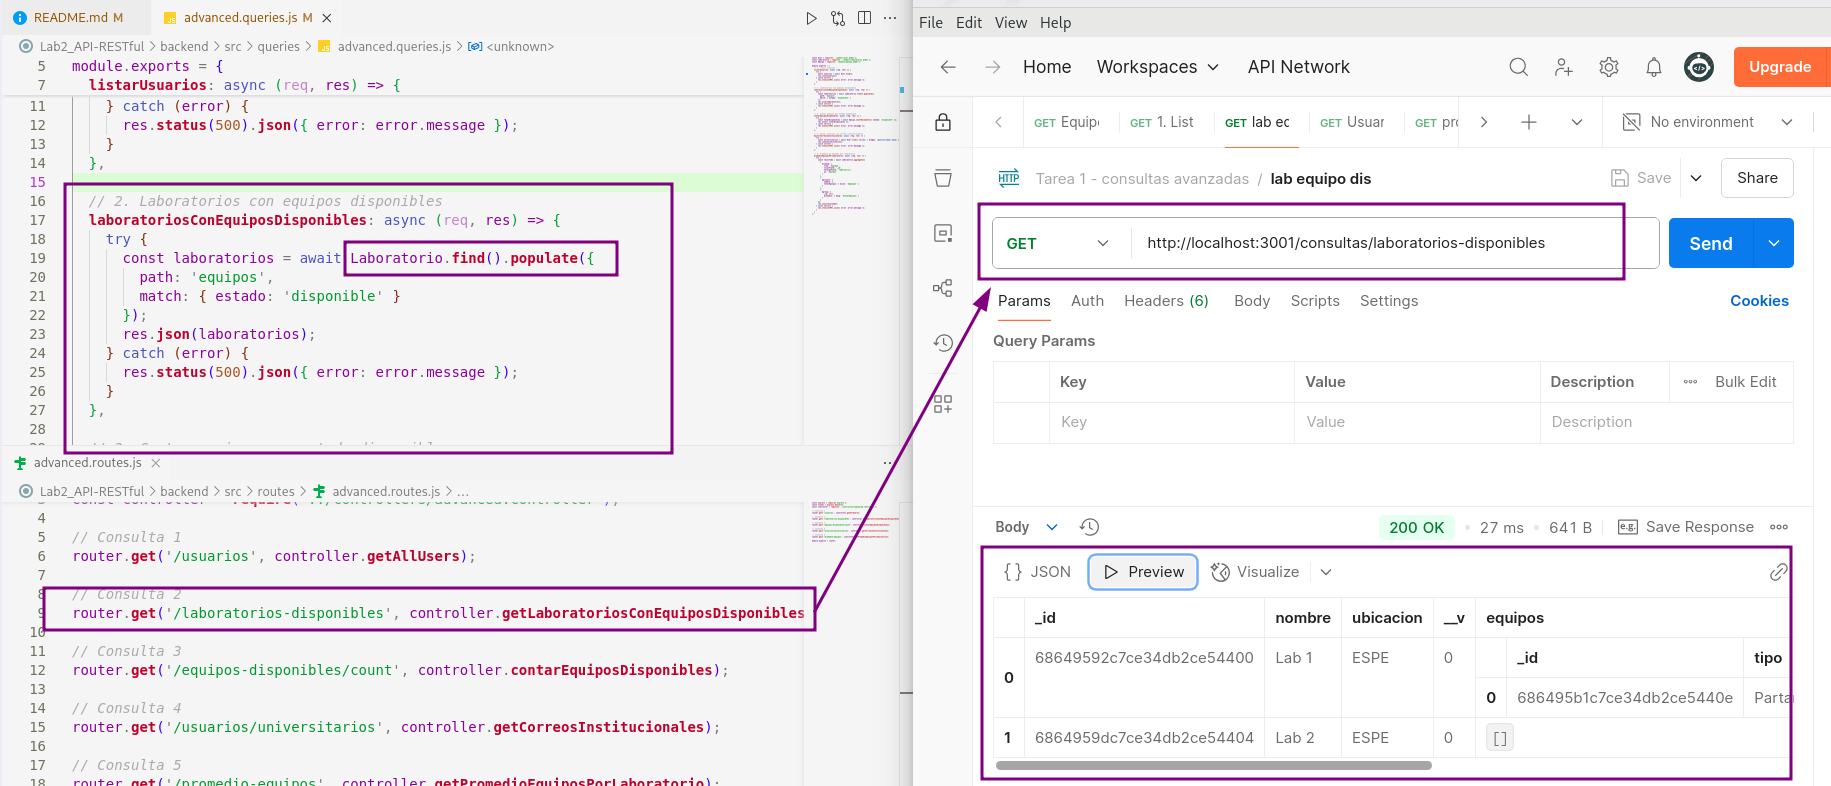 README.md M
advanced.queries.js M
Lab2_API-RESTful > backend > src > queries > advanced.queries.js > <unknown>
5 module.exports = {
7 listarUsuarios: async (req, res) => {
11 } catch (error) {
12 res.status(500).json({ error: error.message });
13 }
14 },
15
16 // 2. Laboratorios con equipos disponibles
17 laboratoriosConEquiposDisponibles: async (req, res) => {
18 try {
19 const laboratorios = await Laboratorio.find().populate({
20 path: 'equipos',
21 match: { estado: 'disponible' }
22 });
23 res.json(laboratorios);
24 } catch (error) {
25 res.status(500).json({ error: error.message });
26 }
27 },
28
advanced.routes.js
Lab2_API-RESTful > backend > src > routes > advanced.routes.js > ...
4
5 // Consulta 1
6 router.get('/usuarios', controller.getAllUsers);
7
8 // Consulta 2
9 router.get('/laboratorios-disponibles', controller.getLaboratoriosConEquiposDisponibles
10
11 // Consulta 3
12 router.get('/equipos-disponibles/count', controller.contarEquiposDisponibles);
13
14 // Consulta 4
15 router.get('/usuarios/universitarios', controller.getCorreosInstitucionales);
16
17 // Consulta 5
18 router.get('/promedio-equipos', controller.getPromedioEquiposPorLaboratorio);
File Edit View Help
Home Workspaces API Network Upgrade
GET Equip GET 1. List GET lab ec GET Usuar GET pr No environment
HTTP Tarea 1 - consultas avanzadas / lab equipo dis Save Share
GET http://localhost:3001/consultas/laboratorios-disponibles Send
Params Auth Headers (6) Body Scripts Settings Cookies
Query Params
Key Value Description Bulk Edit
Key Value Description
Body 200 OK 27 ms 641 B e.g. Save Response
{} JSON Preview Visualize
_id nombre ubicacion __v equipos
0 68649592c7ce34db2ce54400 Lab 1 ESPE 0
_id tipo
0 686495b1c7ce34db2ce5440e Parta
1 6864959dc7ce34db2ce54404 Lab 2 ESPE 0 []